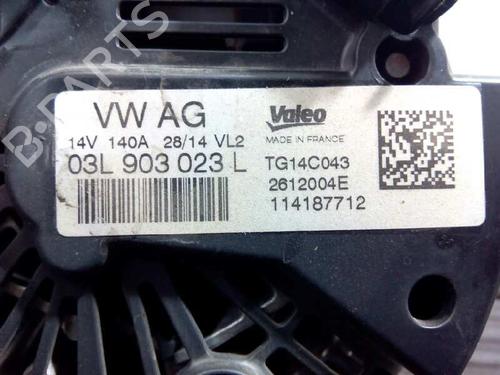 VW AG
14V 140A 28/14 VL2
03L 903 023 L
Valeo
MADE IN FRANCE
TG14C043
2612004E
114187712
B-PARTS